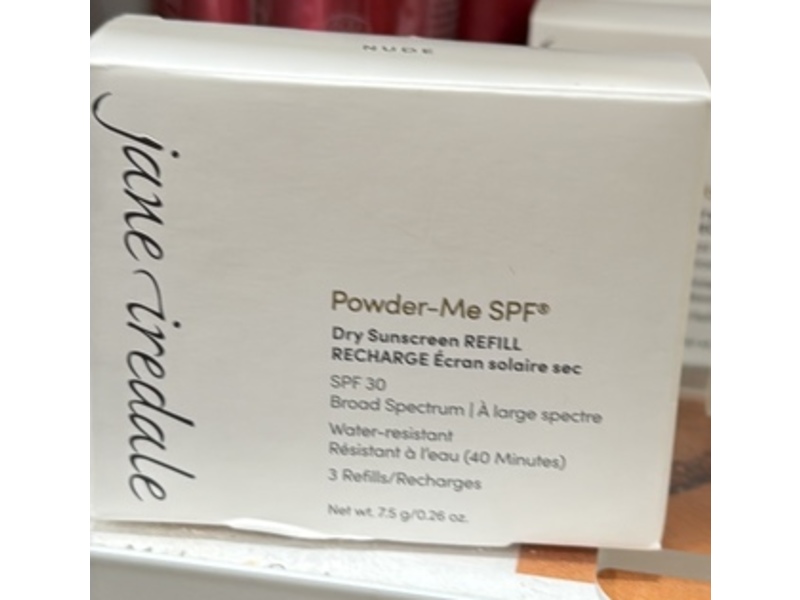 NUDE
jane iredale
Powder-Me SPF®
Dry Sunscreen REFILL
RECHARGE Écran solaire sec
SPF 30
Broad Spectrum | À large spectre
Water-resistant
Résistant à l'eau (40 Minutes)
3 Refills/Recharges
Net wt. 7.5 g/0.26 oz.